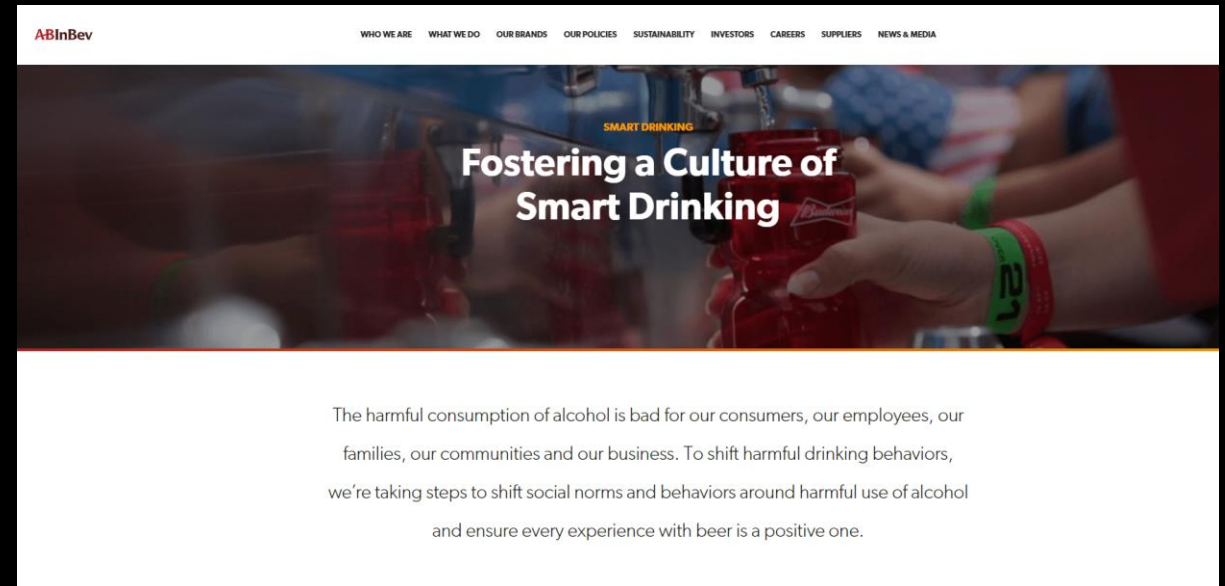 ABInBev
WHO WE ARE WHAT WE DO OUR BRANDS OUR POLICIES SUSTAINABILITY INVESTORS CAREERS SUPPLIERS NEWS & MEDIA
SMART DRINKING
Fostering a Culture of
Smart Drinking
Budweiser
21
The harmful consumption of alcohol is bad for our consumers, our employees, our
families, our communities and our business. To shift harmful drinking behaviors,
we're taking steps to shift social norms and behaviors around harmful use of alcohol
and ensure every experience with beer is a positive one.